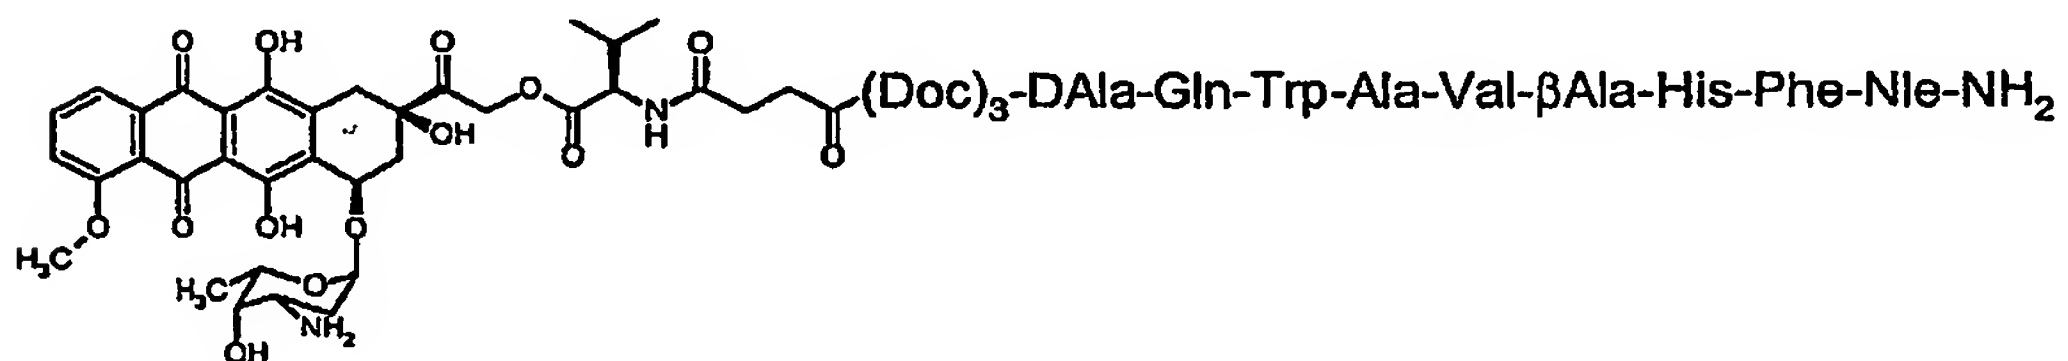 O OH O O
O OH O N H O (Doc)₃-DAla-Gln-Trp-Ala-Val-βAla-His-Phe-Nle-NH₂
H₃C O O OH O
H₃C O NH₂
OH